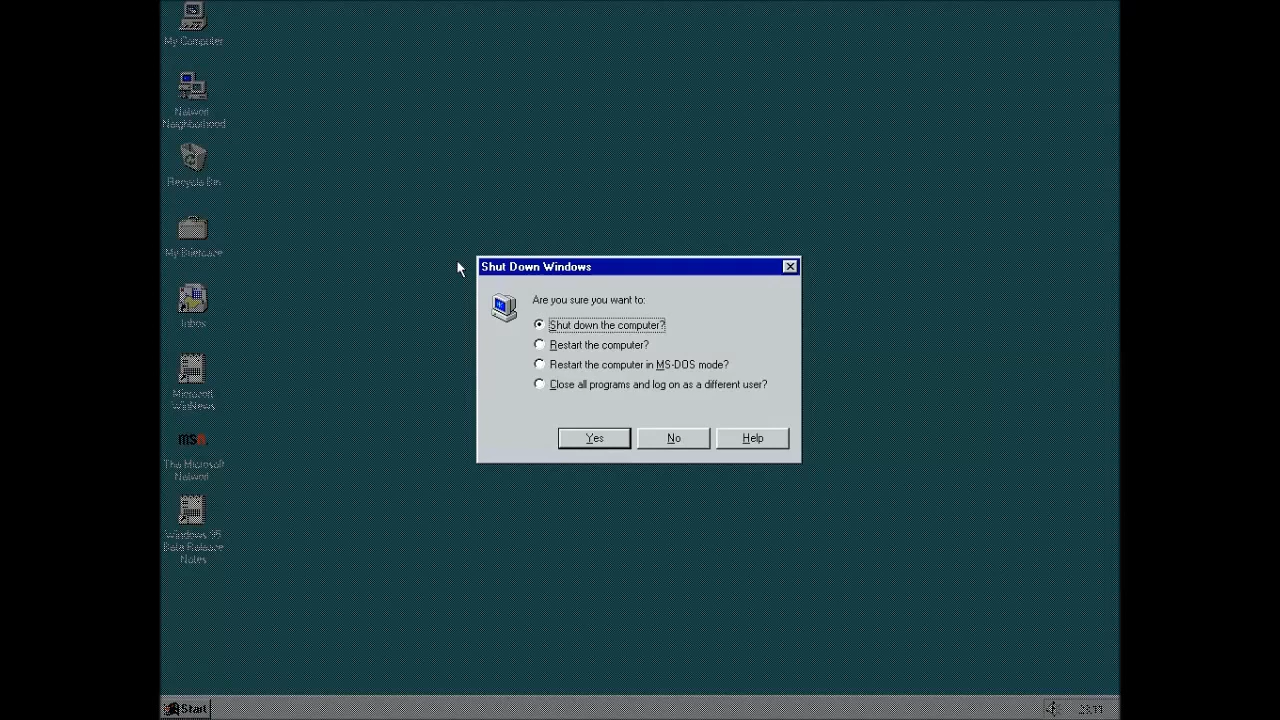 My Computer
Network
Neighborhood
Recycle Bin
My Briefcase
Inbox
Microsoft
WinNews
msn
The Microsoft
Network
Windows 95
Beta Release
Notes
Shut Down Windows
Are you sure you want to:
Shut down the computer?
Restart the computer?
Restart the computer in MS-DOS mode?
Close all programs and log on as a different user?
Yes
No
Help
Start